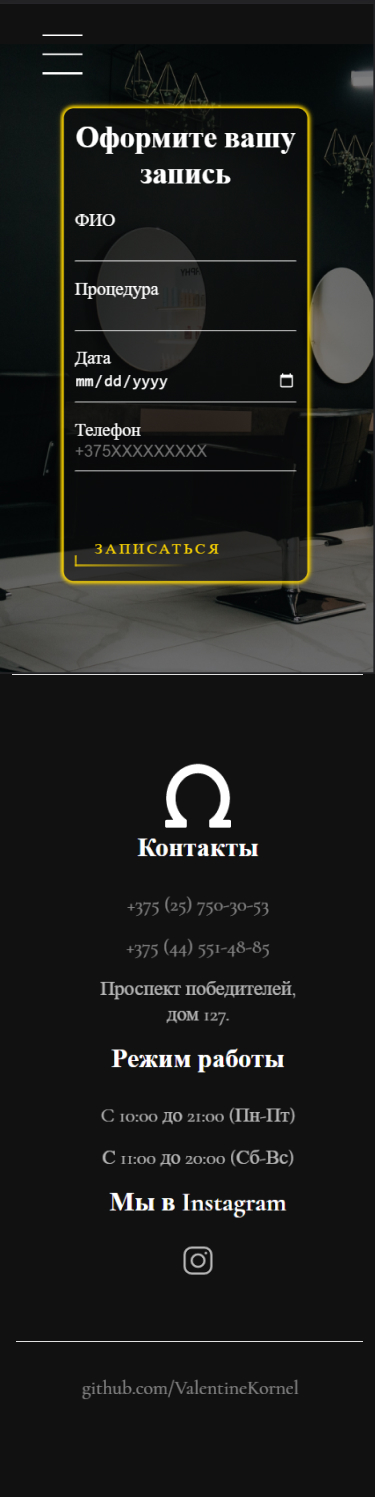 Оформите вашу
запись
ФИО
Процедура
Дата
mm/dd/yyyy
Телефон
+375XXXXXXXXX
ЗАПИСАТЬСЯ
Контакты
+375 (25) 750-30-53
+375 (44) 551-48-85
Проспект победителей,
дом 127.
Режим работы
С 10:00 до 21:00 (Пн-Пт)
С 11:00 до 20:00 (Сб-Вс)
Мы в Instagram
github.com/ValentineKornel